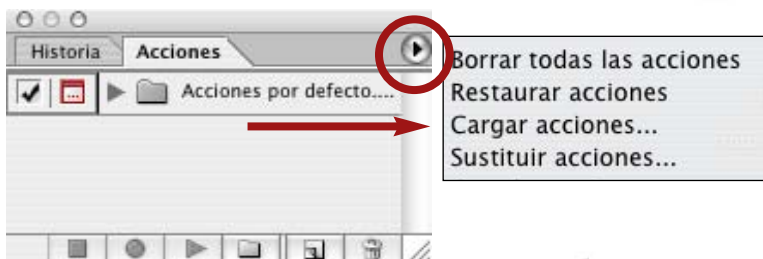 Historia
Acciones
Acciones por defecto....
Borrar todas las acciones
Restaurar acciones
Cargar acciones...
Sustituir acciones...